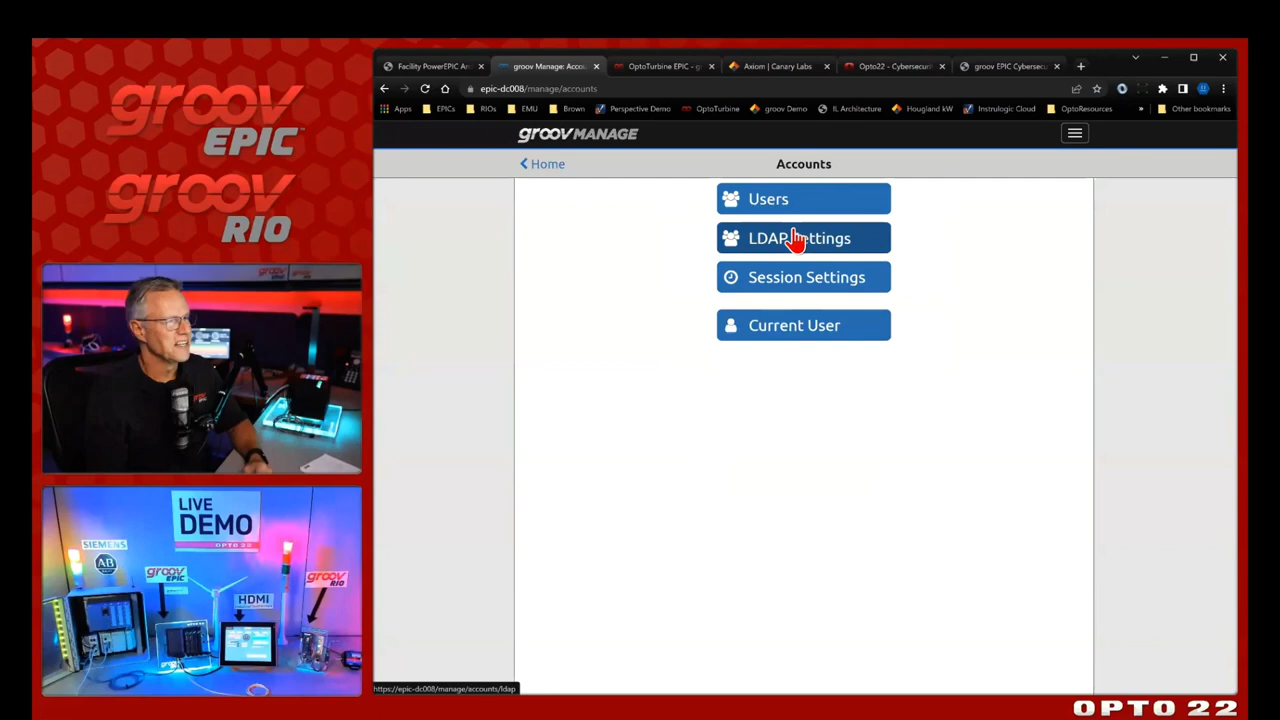 groov
EPIC
groov
RIO
Facility PowerEPIC Arc
groov Manage: Accou
OptoTurbine EPIC - g
Axiom | Canary Labs
Opto22 - Cybersecuri
groov EPIC Cybersec
epic-dc008/manage/accounts
Apps
EPICs
RIOs
EMU
Brown
Perspective Demo
OptoTurbine
groov Demo
IL Architecture
Hougland kW
Instrulogic Cloud
OptoResources
»
Other bookmarks
groov MANAGE
Home
Accounts
Users
LDAP Settings
Session Settings
Current User
LIVE
DEMO
OPTO 22
SIEMENS
AB
groov
EPIC
HDMI
groov
RIO
https://epic-dc008/manage/accounts/ldap
OPTO 22